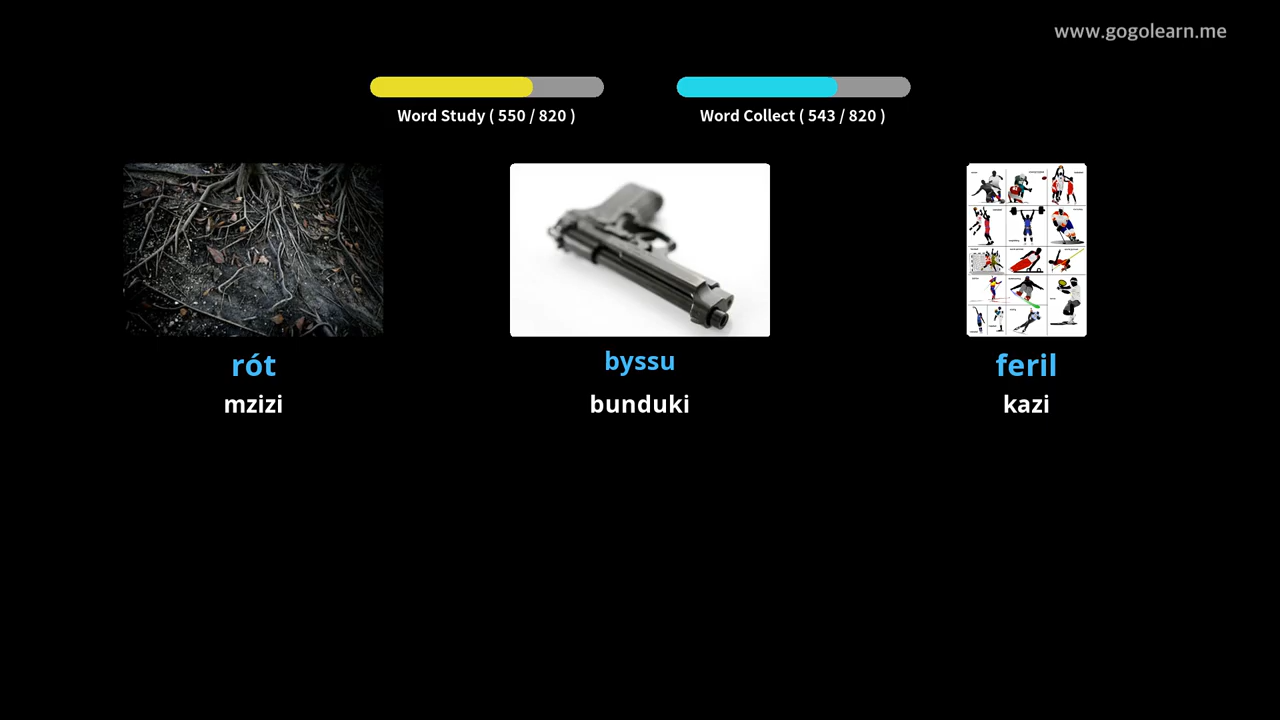 www.gogolearn.me
Word Study ( 550 / 820 )
Word Collect ( 543 / 820 )
rót
byssu
feril
mzizi
bunduki
kazi